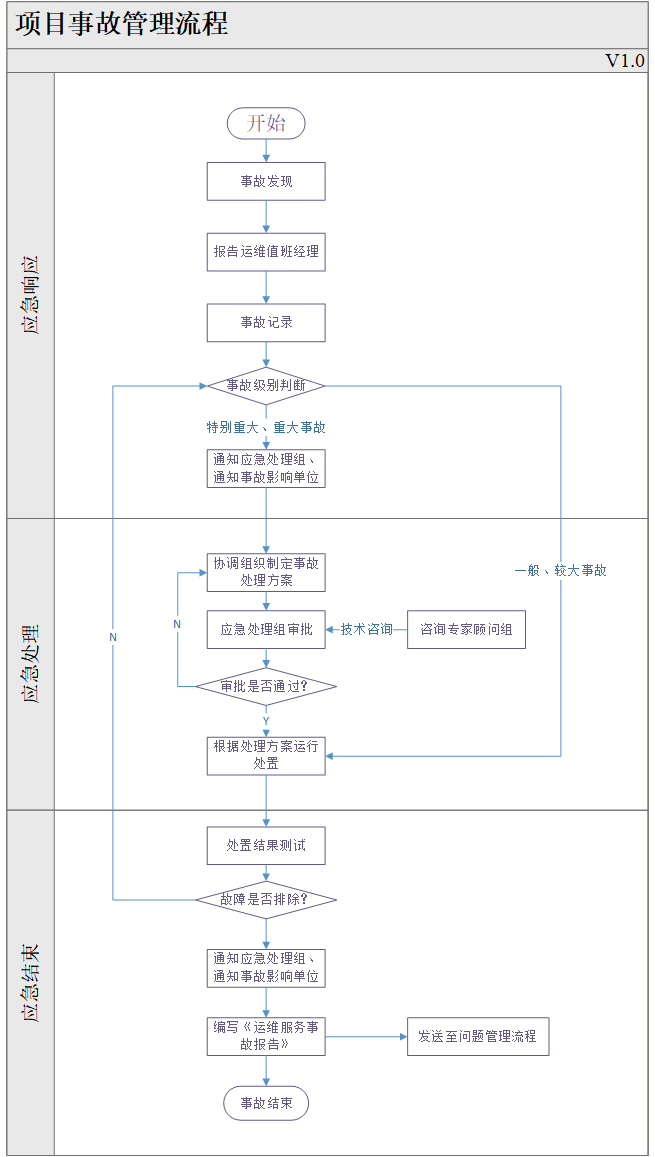 项目事故管理流程
V1.0
应急响应
开始
事故发现
报告运维值班经理
事故记录
事故级别判断
特别重大、重大事故
通知应急处理组、
通知事故影响单位
应急处理
协调组织制定事故
处理方案
一般、较大事故
N
应急处理组审批
技术咨询
咨询专家顾问组
N
审批是否通过?
Y
根据处理方案运行
处置
应急结束
处置结果测试
故障是否排除?
通知应急处理组、
通知事故影响单位
编写《运维服务事
故报告》
发送至问题管理流程
事故结束